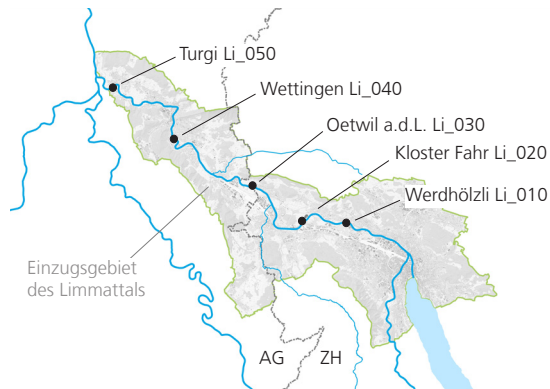 Turgi Li_050
Wettingen Li_040
Oetwil a.d.L. Li_030
Kloster Fahr Li_020
Werdhölzli Li_010
Einzugsgebiet
des Limmattals
AG
ZH